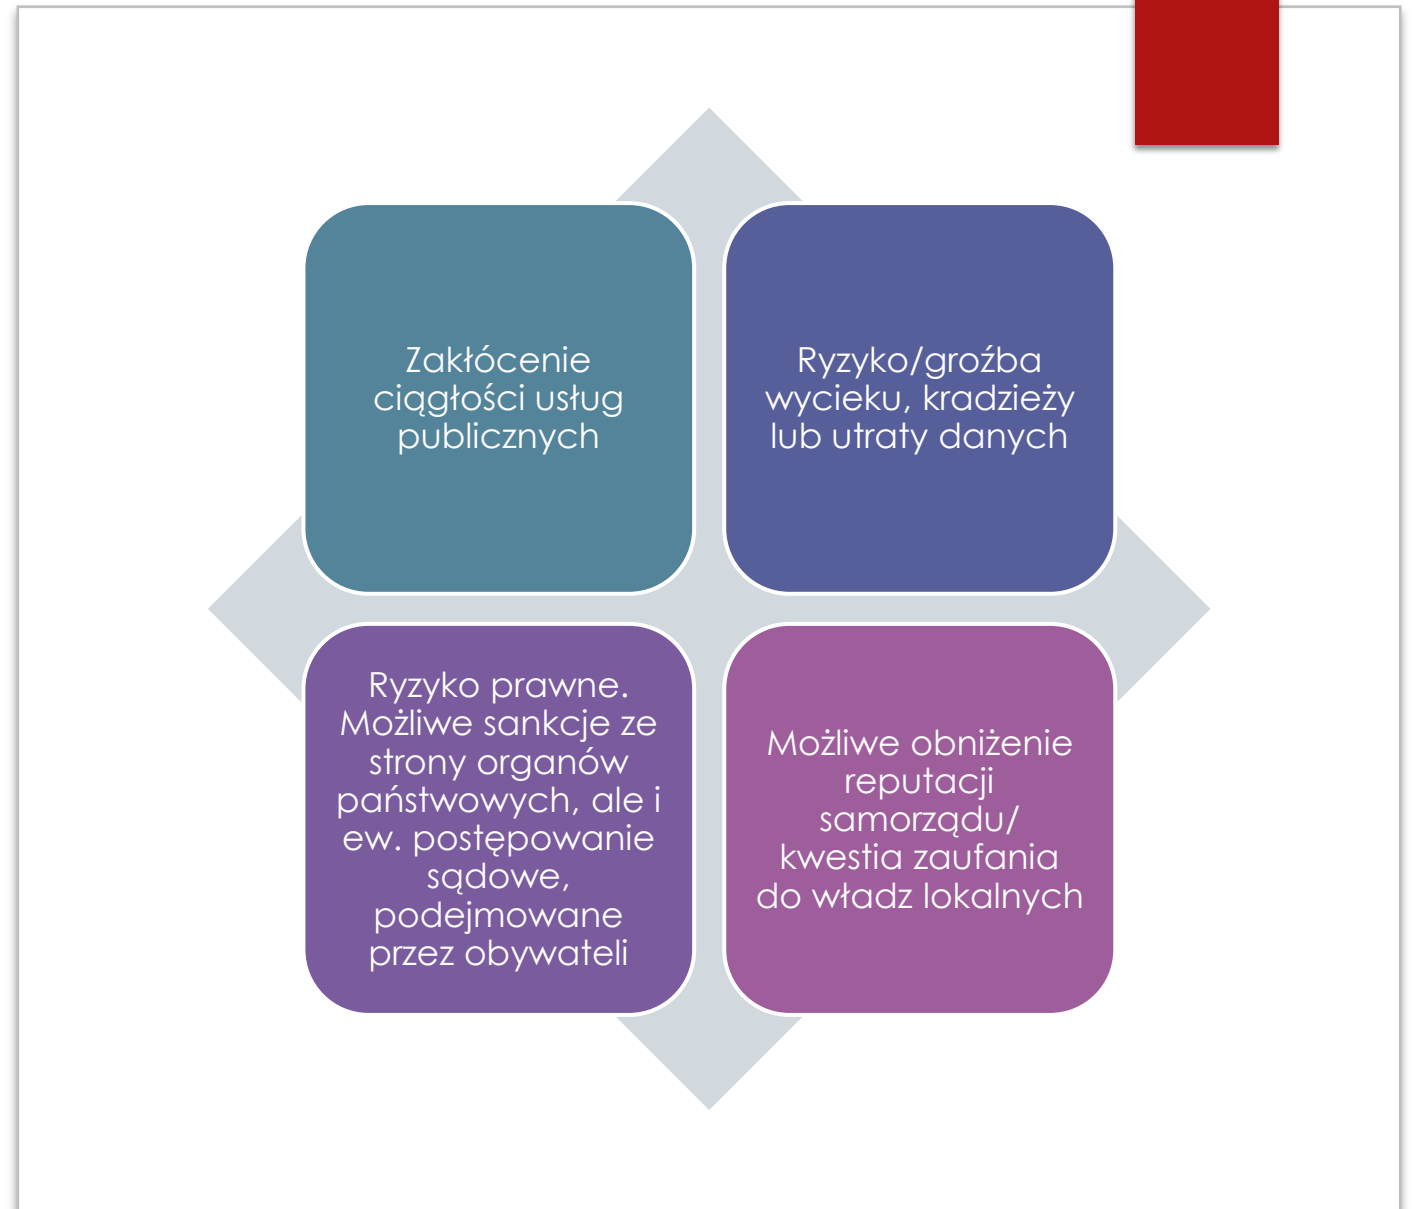 Zakłócenie
ciągłości usług
publicznych
Ryzyko/groźba
wycieku, kradzieży
lub utraty danych
Ryzyko prawne.
Możliwe sankcje ze
strony organów
państwowych, ale i
ew. postępowanie
sądowe,
podejmowane
przez obywateli
Możliwe obniżenie
reputacji
samorządu/
kwestia zaufania
do władz lokalnych